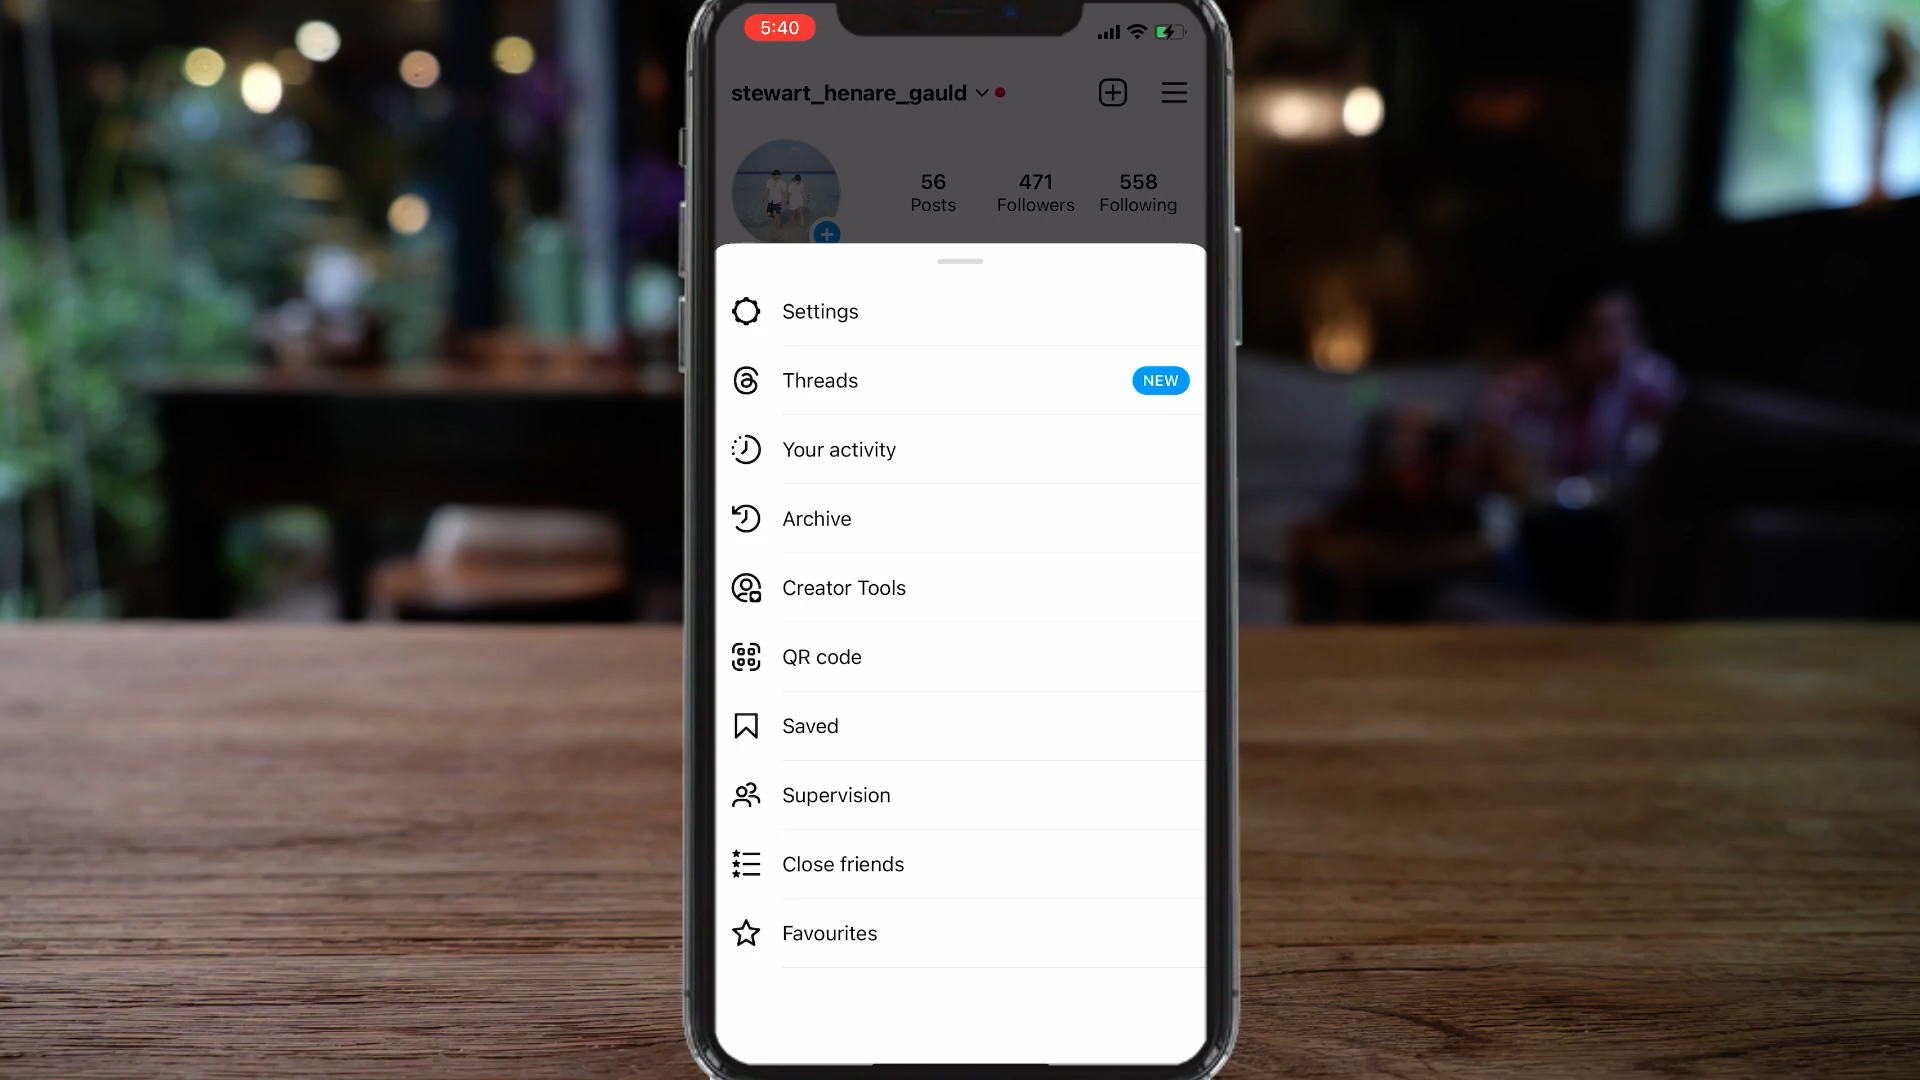 5:40
stewart_henare_gauld
56 471 558
Posts Followers Following
Settings
Threads NEW
Your activity
Archive
Creator Tools
QR code
Saved
Supervision
Close friends
Favourites